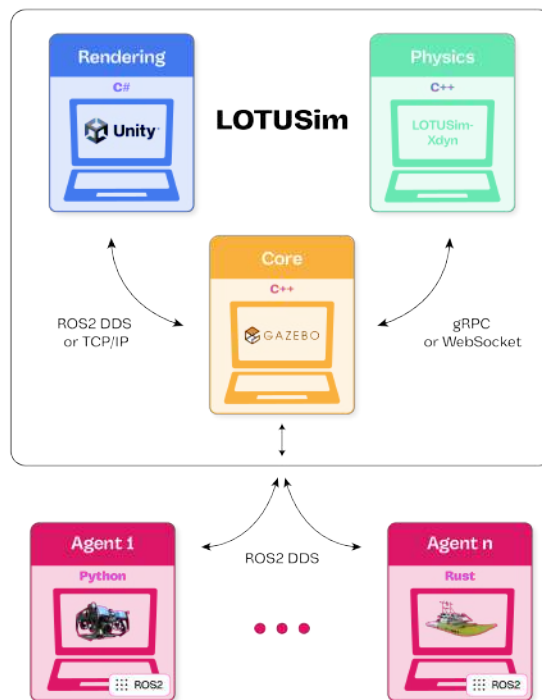 Rendering
C#
Unity
LOTUSim
Physics
C++
LOTUSim-
Xdyn
Core
C++
GAZEBO
ROS2 DDS
or TCP/IP
gRPC
or WebSocket
Agent 1
Python
ROS2
ROS2 DDS
Agent n
Rust
ROS2